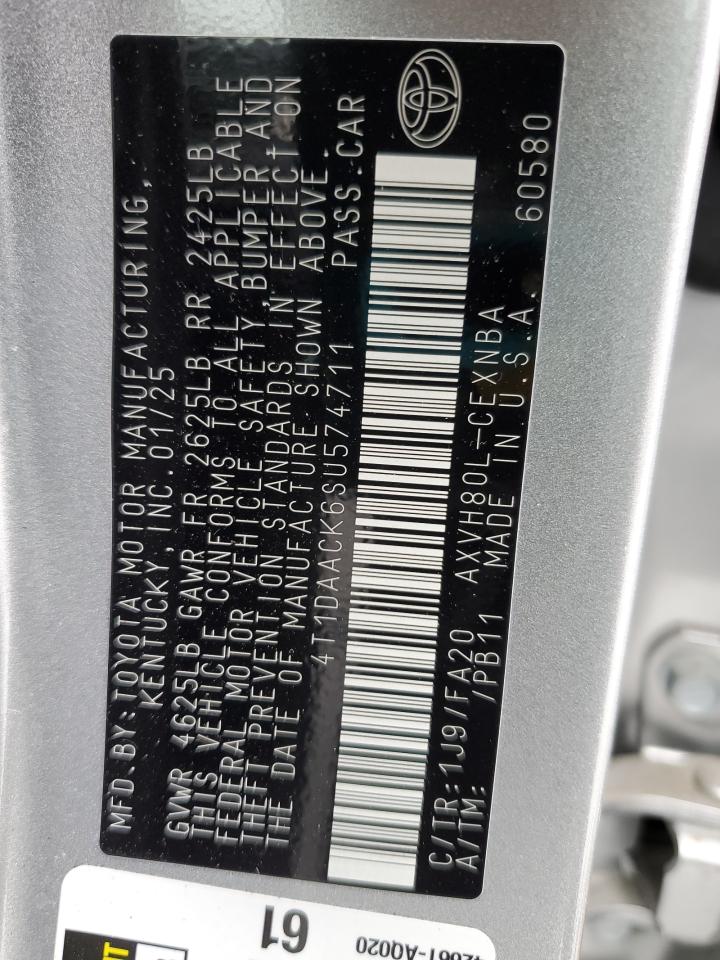 MFD.BY:TOYOTA MOTOR MANUFACTURING,
KENTUCKY,INC.01/25
GVWR 4625LB GAWR FR 2625LB RR 2425LB
THIS VEHICLE CONFORMS TO ALL APPLICABLE
FEDERAL MOTOR VEHICLE SAFETY,BUMPER AND
THEFT PREVENTION STANDARDS IN EFFECT ON
THE DATE OF MANUFACTURE SHOWN ABOVE.
4T1DAACK6SU574711 PASS.CAR
C/TR:1J9/FA20 AXVH80L-CEXNBA
A/TM: /PB11 MADE IN U.S.A. 60580
61
42661-AQ020